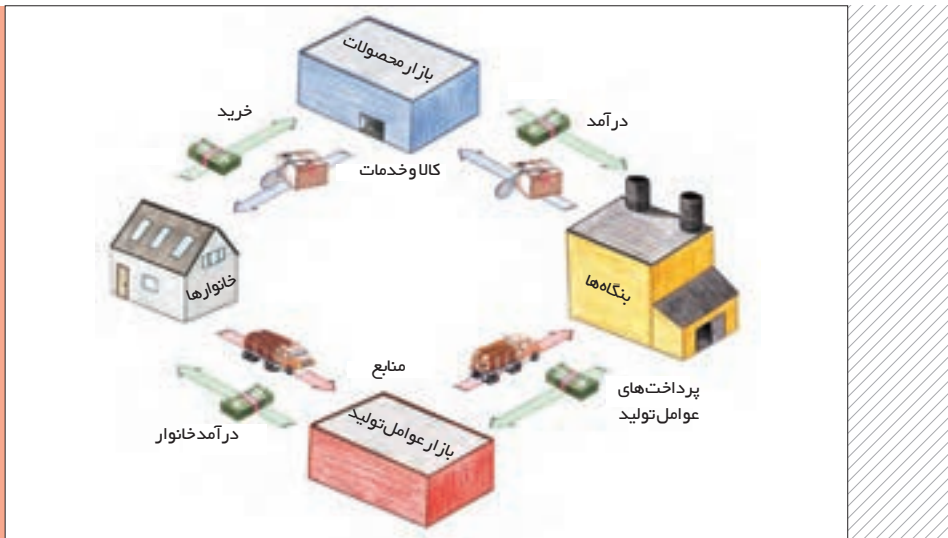 بازار محصولات
خرید
درآمد
کالا و خدمات
خانوارها
بنگاه‌ها
منابع
پرداخت‌های
عوامل تولید
درآمد خانوار
بازار عوامل تولید